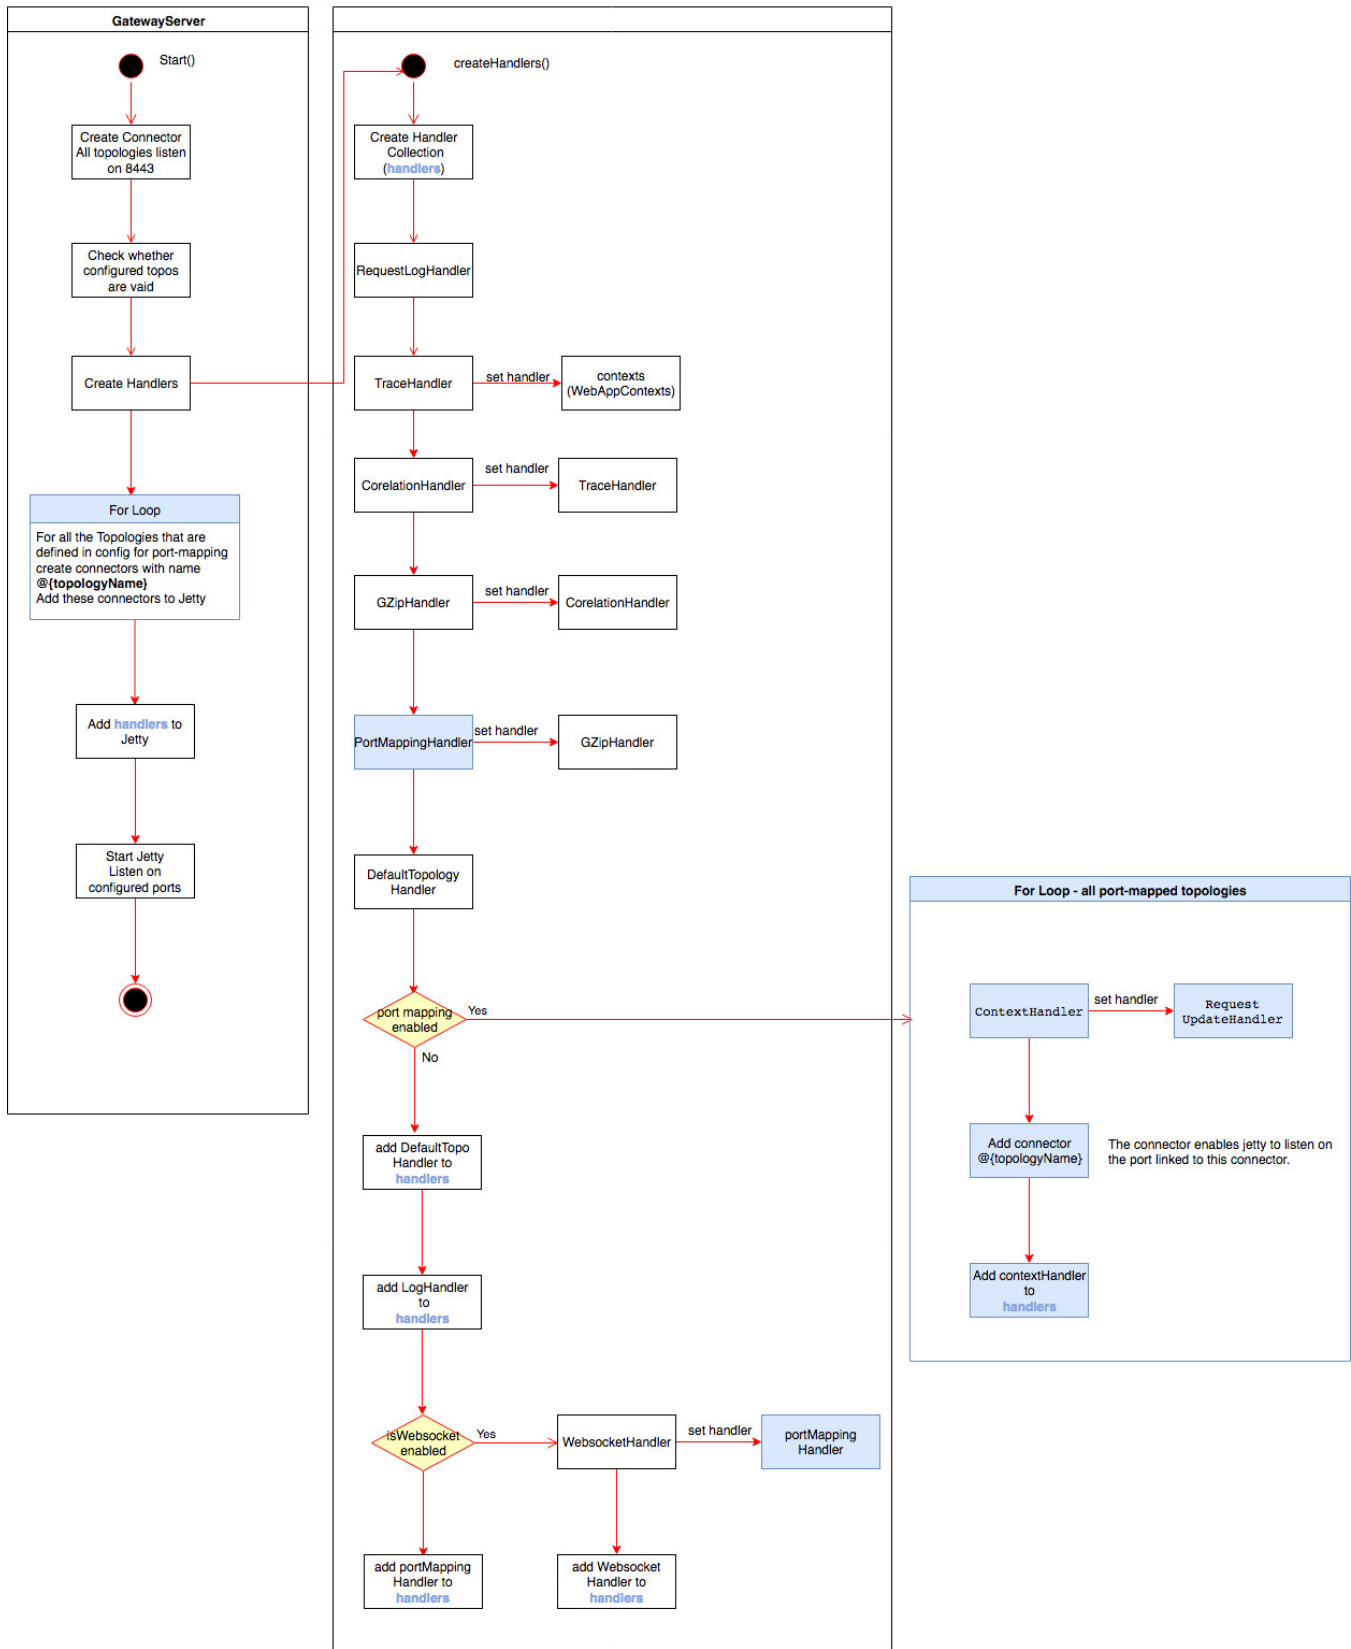 GatewayServer
Start()
Create Connector
All topologies listen
on 8443
Check whether
configured topos
are vaid
Create Handlers
For Loop
For all the Topologies that are
defined in config for port-mapping
create connectors with name
@{topologyName}
Add these connectors to Jetty
Add handlers to
Jetty
Start Jetty
Listen on
configured ports
createHandlers()
Create Handler
Collection
(handlers)
RequestLogHandler
TraceHandler
set handler
contexts
(WebAppContexts)
CorelationHandler
set handler
TraceHandler
GZipHandler
set handler
CorelationHandler
PortMappingHandler
set handler
GZipHandler
DefaultTopology
Handler
port mapping
enabled
Yes
No
add DefaultTopo
Handler to
handlers
add LogHandler
to
handlers
isWebsocket
enabled
Yes
WebsocketHandler
set handler
portMapping
Handler
add portMapping
Handler to
handlers
add Websocket
Handler to
handlers
For Loop - all port-mapped topologies
ContextHandler
set handler
Request
UpdateHandler
Add connector
@{topologyName}
The connector enables jetty to listen on
the port linked to this connector.
Add contextHandler
to
handlers